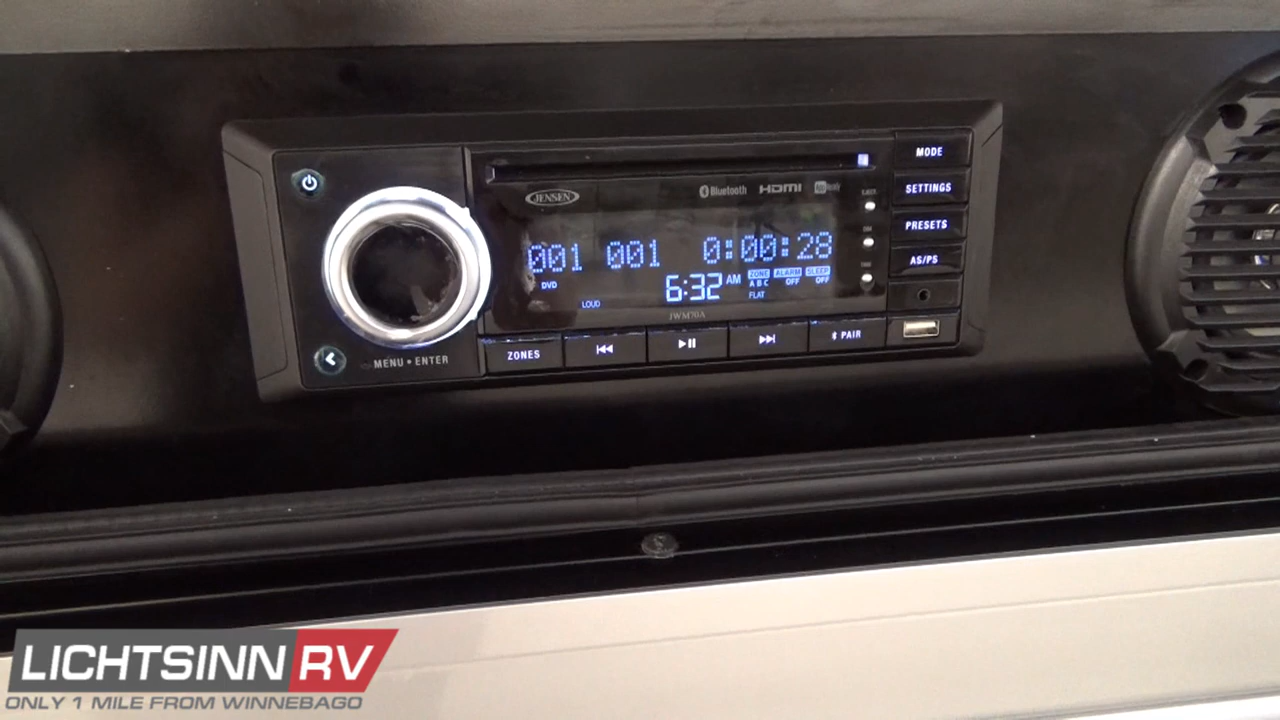 MODE
JENSEN
Bluetooth HDMI
SETTINGS
EJECT
PRESETS
001 001 0:00:28
DVD
6:32 AM
ZONE ALARM SLEEP
A B C OFF OFF
AS/PS
LOUD
FLAT
JWM70A
MENU • ENTER
ZONES
PAIR
LICHTSINN RV
ONLY 1 MILE FROM WINNEBAGO